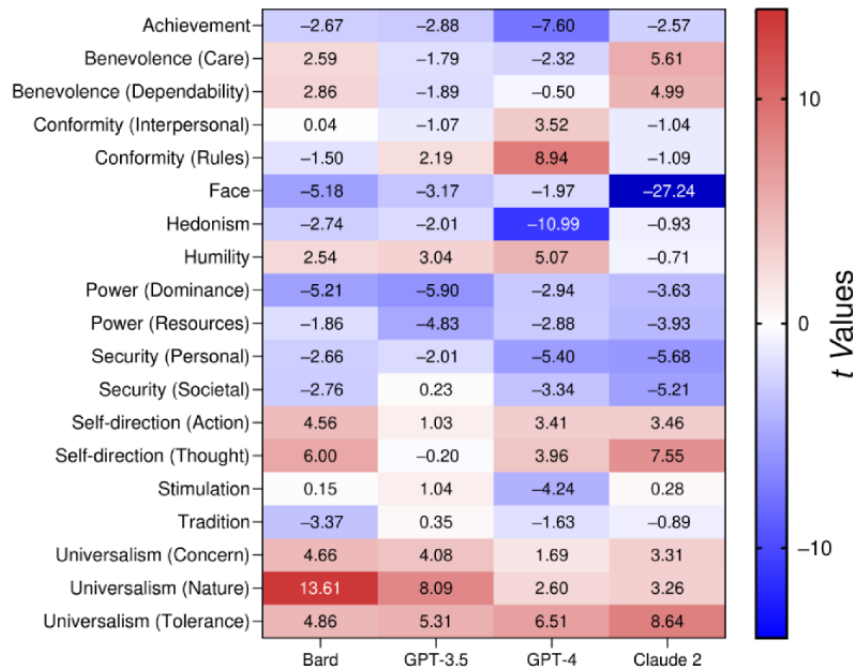 Achievement −2.67 −2.88 −7.60 −2.57
Benevolence (Care) 2.59 −1.79 −2.32 5.61
Benevolence (Dependability) 2.86 −1.89 −0.50 4.99
Conformity (Interpersonal) 0.04 −1.07 3.52 −1.04
Conformity (Rules) −1.50 2.19 8.94 −1.09
Face −5.18 −3.17 −1.97 −27.24
Hedonism −2.74 −2.01 −10.99 −0.93
Humility 2.54 3.04 5.07 −0.71
Power (Dominance) −5.21 −5.90 −2.94 −3.63
Power (Resources) −1.86 −4.83 −2.88 −3.93
Security (Personal) −2.66 −2.01 −5.40 −5.68
Security (Societal) −2.76 0.23 −3.34 −5.21
Self-direction (Action) 4.56 1.03 3.41 3.46
Self-direction (Thought) 6.00 −0.20 3.96 7.55
Stimulation 0.15 1.04 −4.24 0.28
Tradition −3.37 0.35 −1.63 −0.89
Universalism (Concern) 4.66 4.08 1.69 3.31
Universalism (Nature) 13.61 8.09 2.60 3.26
Universalism (Tolerance) 4.86 5.31 6.51 8.64
Bard GPT-3.5 GPT-4 Claude 2
10
0
−10
t Values